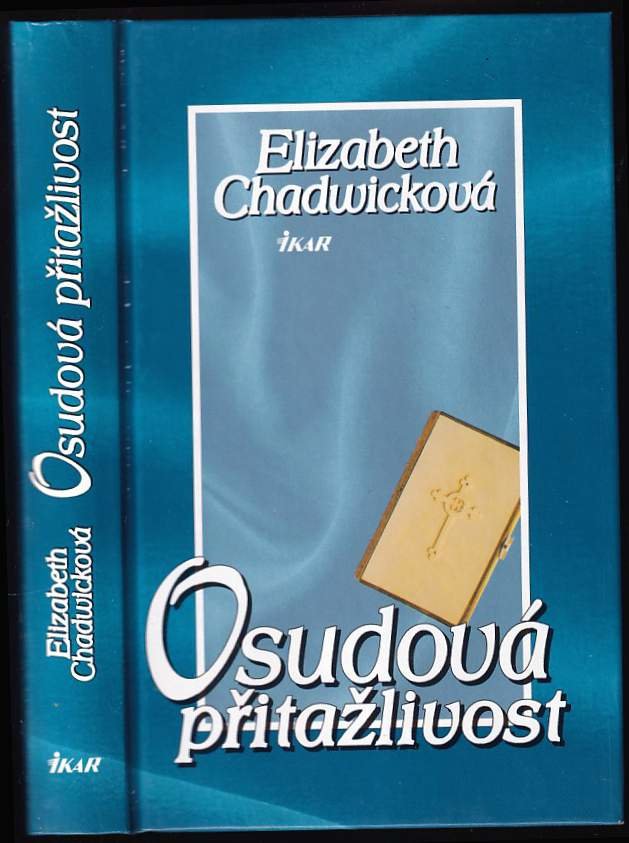 Elizabeth
Chadwicková
iKAR
Osudová
přitažlivost
Elizabeth
Chadwicková
Osudová přitažlivost
iKAR